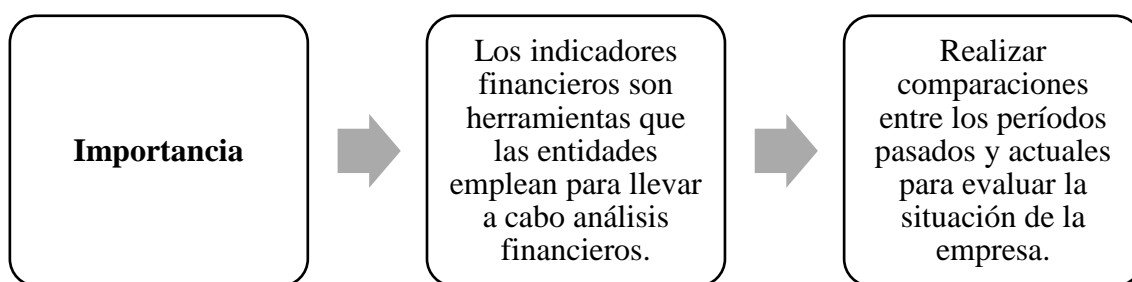 Importancia
Los indicadores
financieros son
herramientas que
las entidades
emplean para llevar
a cabo análisis
financieros.
Realizar
comparaciones
entre los períodos
pasados y actuales
para evaluar la
situación de la
empresa.